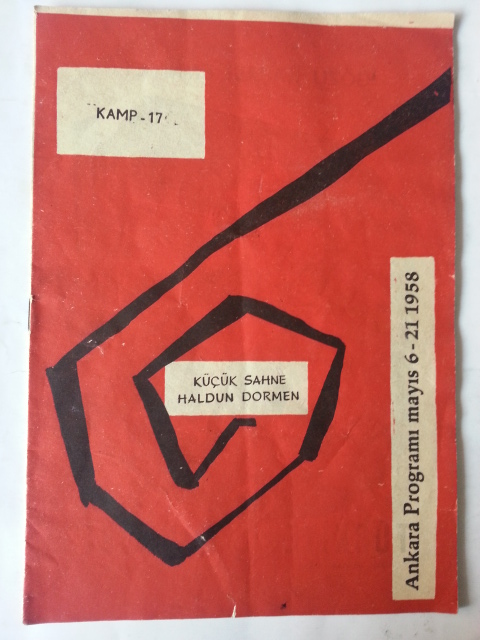 "KAMP-17"
KÜÇÜK SAHNE
HALDUN DORMEN
Ankara Programı mayıs 6-21 1958